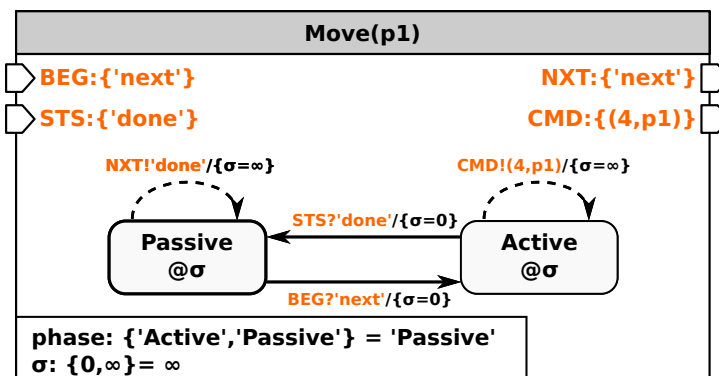 Move(p1)
BEG:{'next'}
NXT:{'next'}
STS:{'done'}
CMD:{(4,p1)}
NXT!'done'/{σ=∞}
CMD!(4,p1)/{σ=∞}
STS?'done'/{σ=0}
Passive
@σ
Active
@σ
BEG?'next'/{σ=0}
phase: {'Active','Passive'} = 'Passive'
σ: {0,∞}= ∞